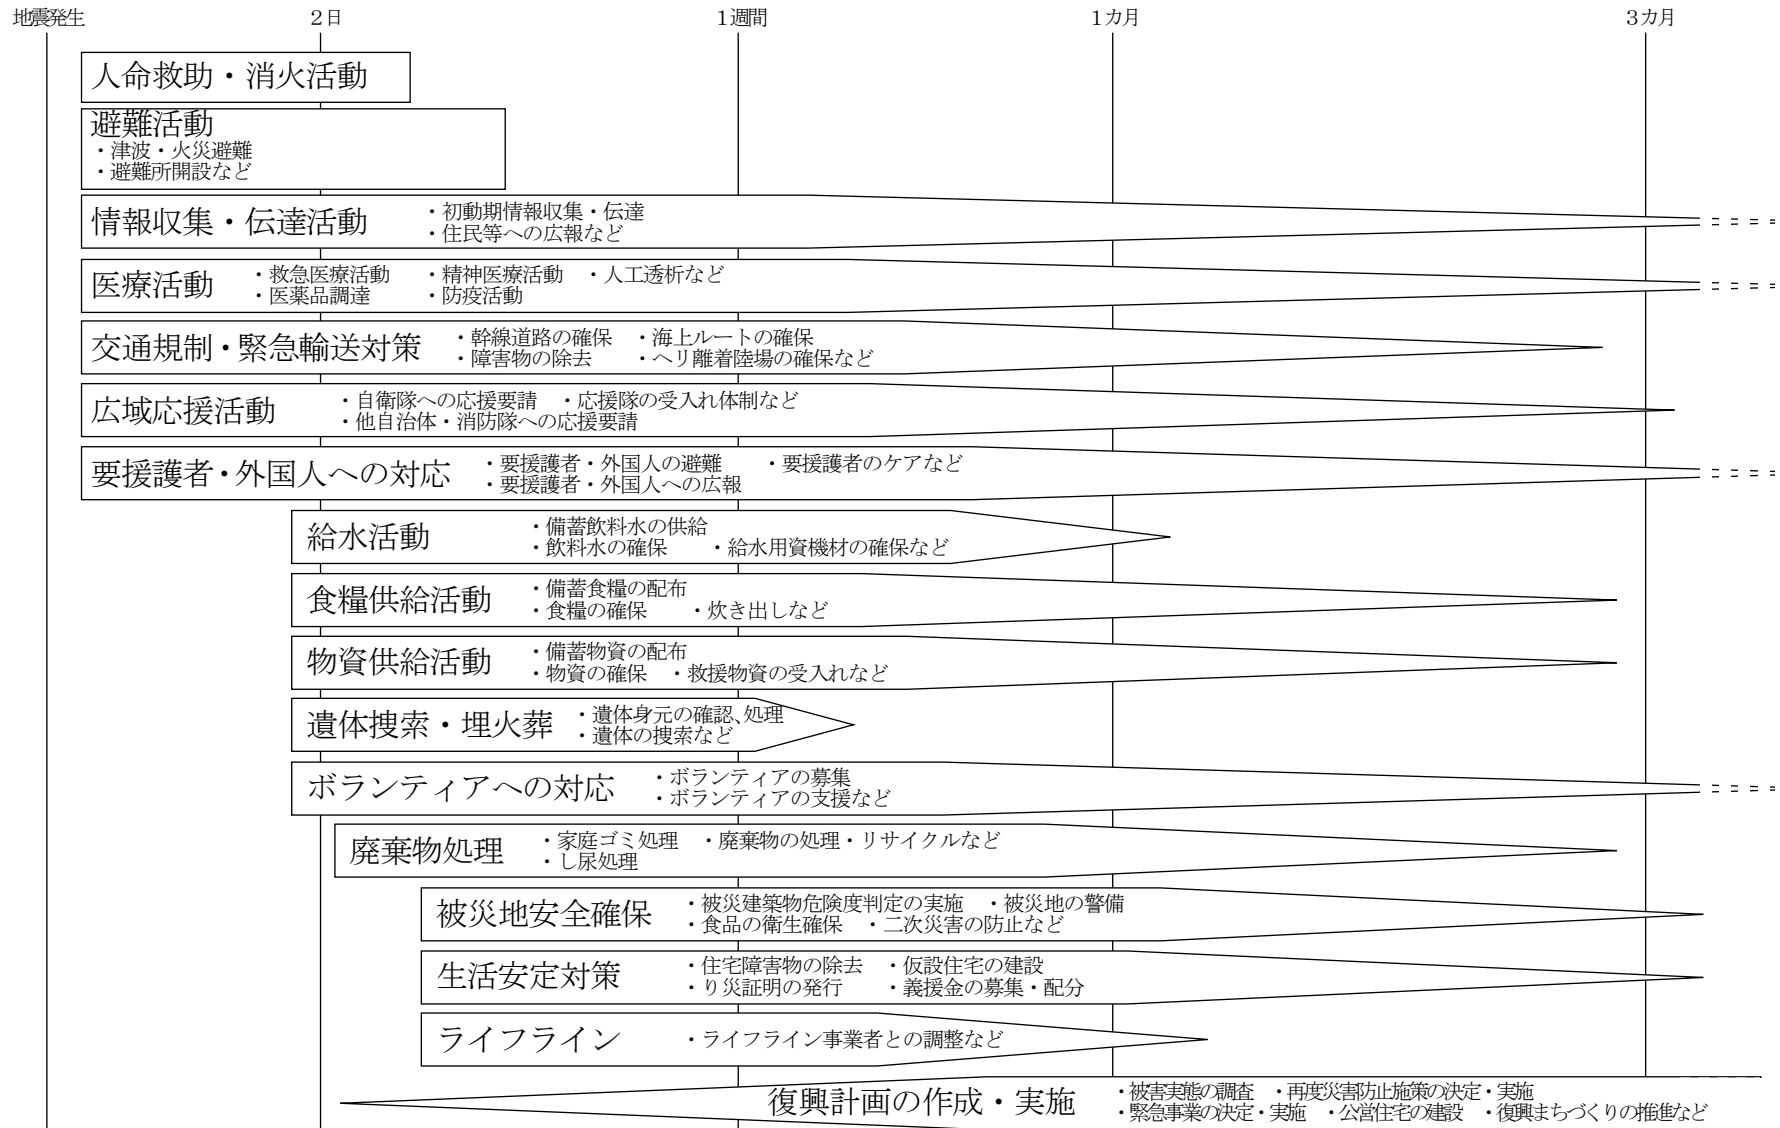 地震発生 2日 1週間 1カ月 3カ月
人命救助・消火活動
避難活動
・津波・火災避難
・避難所開設など
情報収集・伝達活動
・初動期情報収集・伝達
・住民等への広報など
医療活動
・救急医療活動 ・精神医療活動 ・人工透析など
・医薬品調達 ・防疫活動
交通規制・緊急輸送対策
・幹線道路の確保 ・海上ルートの確保
・障害物の除去 ・ヘリ離着陸場の確保など
広域応援活動
・自衛隊への応援要請 ・応援隊の受入れ体制など
・他自治体・消防隊への応援要請
要援護者・外国人への対応
・要援護者・外国人の避難 ・要援護者のケアなど
・要援護者・外国人への広報
給水活動
・備蓄飲料水の供給
・飲料水の確保 ・給水用資機材の確保など
食糧供給活動
・備蓄食糧の配布
・食糧の確保 ・炊き出しなど
物資供給活動
・備蓄物資の配布
・物資の確保 ・救援物資の受入れなど
遺体捜索・埋火葬
・遺体身元の確認、処理
・遺体の捜索など
ボランティアへの対応
・ボランティアの募集
・ボランティアの支援など
廃棄物処理
・家庭ゴミ処理 ・廃棄物の処理・リサイクルなど
・し尿処理
被災地安全確保
・被災建築物危険度判定の実施 ・被災地の警備
・食品の衛生確保 ・二次災害の防止など
生活安定対策
・住宅障害物の除去 ・仮設住宅の建設
・り災証明の発行 ・義援金の募集・配分
ライフライン
・ライフライン事業者との調整など
復興計画の作成・実施
・被害実態の調査 ・再度災害防止施策の決定・実施
・緊急事業の決定・実施 ・公営住宅の建設 ・復興まちづくりの推進など